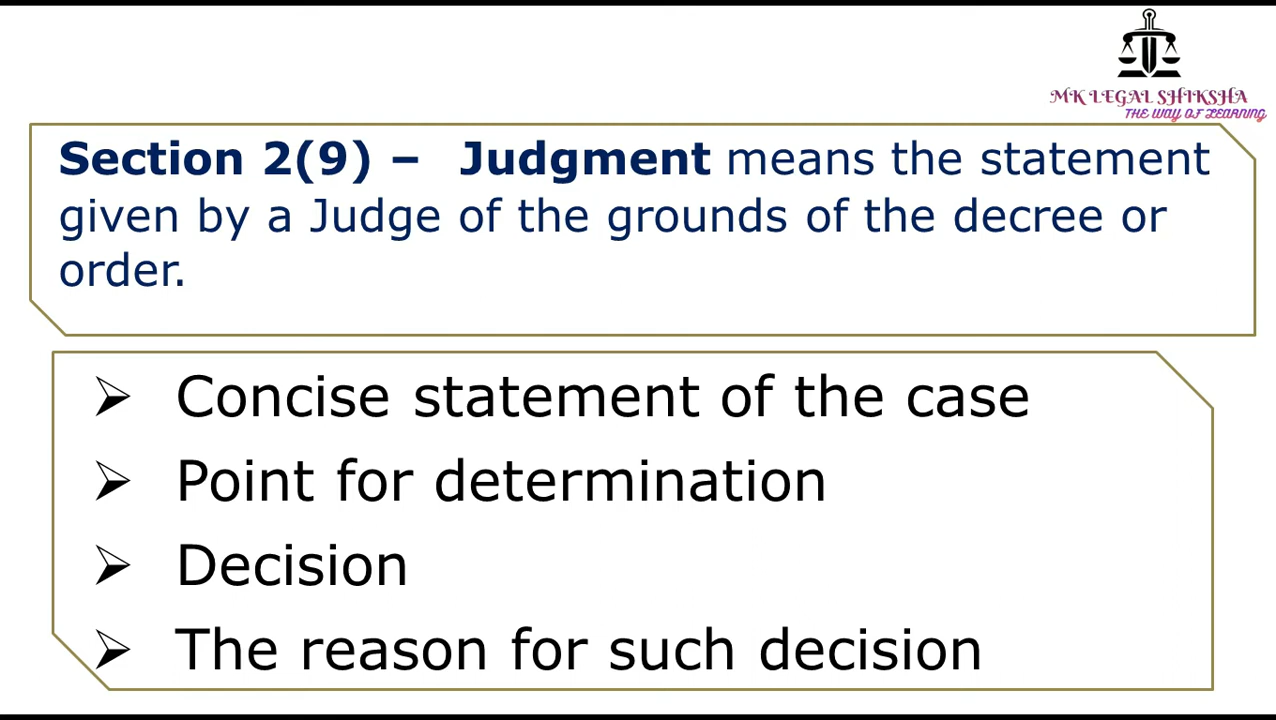 MK LEGAL SHIKSHA
THE WAY OF LEARNING
Section 2(9) – Judgment means the statement
given by a Judge of the grounds of the decree or
order.
➢ Concise statement of the case
➢ Point for determination
➢ Decision
➢ The reason for such decision